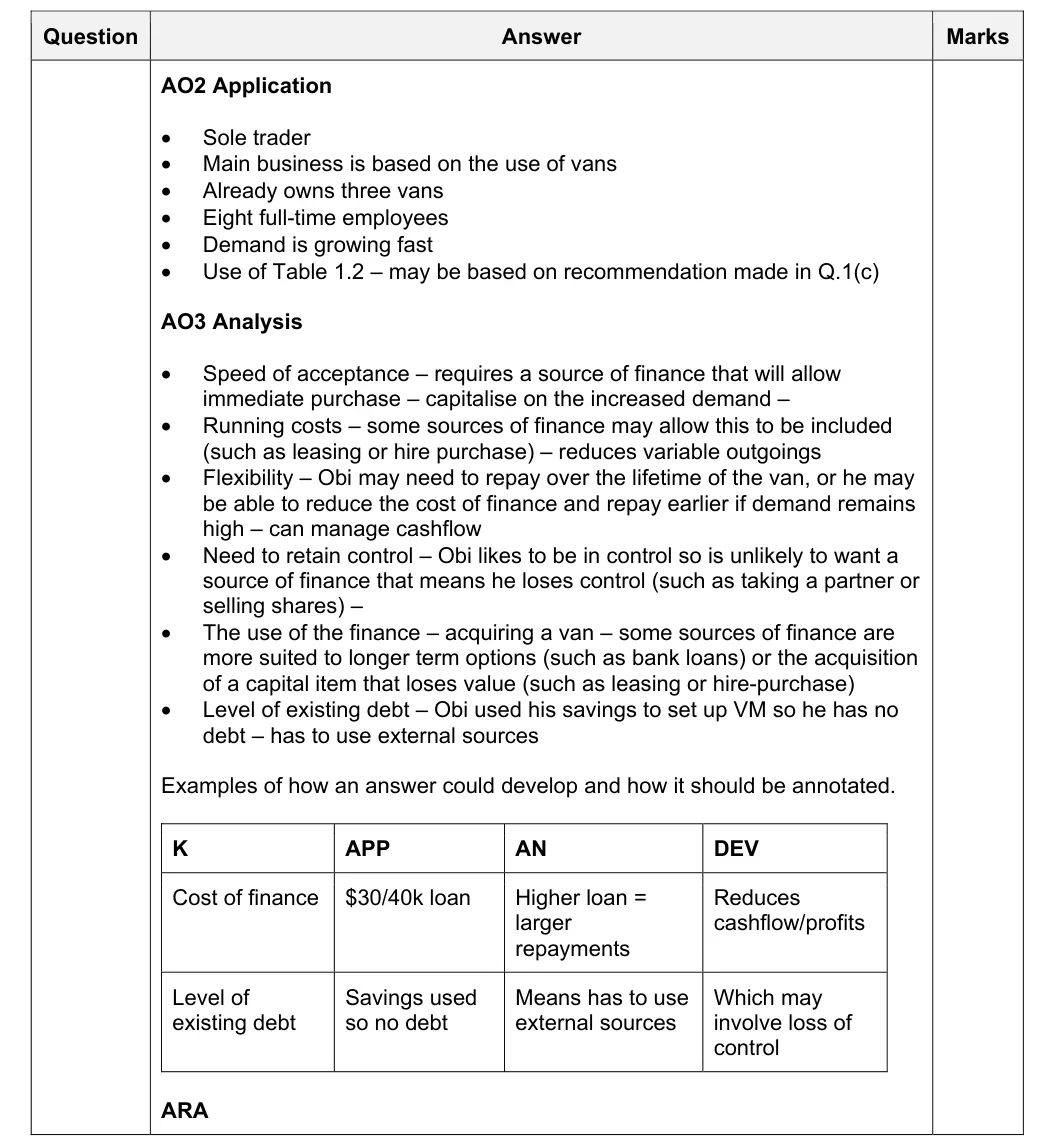 Question Answer Marks
AO2 Application
• Sole trader
• Main business is based on the use of vans
• Already owns three vans
• Eight full-time employees
• Demand is growing fast
• Use of Table 1.2 – may be based on recommendation made in Q.1(c)
AO3 Analysis
• Speed of acceptance – requires a source of finance that will allow
immediate purchase – capitalise on the increased demand –
• Running costs – some sources of finance may allow this to be included
(such as leasing or hire purchase) – reduces variable outgoings
• Flexibility – Obi may need to repay over the lifetime of the van, or he may
be able to reduce the cost of finance and repay earlier if demand remains
high – can manage cashflow
• Need to retain control – Obi likes to be in control so is unlikely to want a
source of finance that means he loses control (such as taking a partner or
selling shares) –
• The use of the finance – acquiring a van – some sources of finance are
more suited to longer term options (such as bank loans) or the acquisition
of a capital item that loses value (such as leasing or hire-purchase)
• Level of existing debt – Obi used his savings to set up VM so he has no
debt – has to use external sources
Examples of how an answer could develop and how it should be annotated.
K APP AN DEV
Cost of finance $30/40k loan Higher loan = Reduces
larger cashflow/profits
repayments
Level of Savings used Means has to use Which may
existing debt so no debt external sources involve loss of
control
ARA